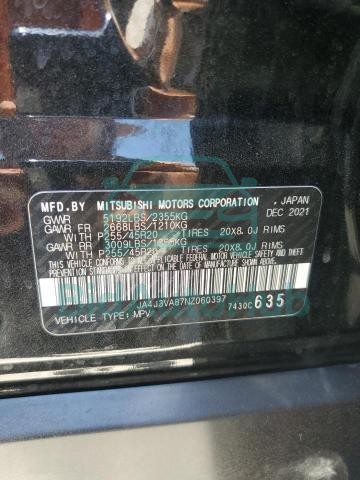 MFD.BY MITSUBISHI MOTORS CORPORATION, JAPAN
GVWR 5192LBS/2355KG DEC 2021
GAWR FR 2668LBS/1210KG
WITH P255/45R20 TIRES 20X8.0J RIMS
GAWR RR 3009LBS/1365KG
WITH P255/45R20 TIRES 20X8.0J RIMS
THIS VEHICLE CONFORMS TO ALL APPLICABLE FEDERAL
MOTOR VEHICLE SAFETY AND THEFT PREVENTION
STANDARDS IN EFFECT ON THE DATE OF
MANUFACTURE SHOWN ABOVE.
JA4J3VA87NZ060397 7430C 635
VEHICLE TYPE: MPV